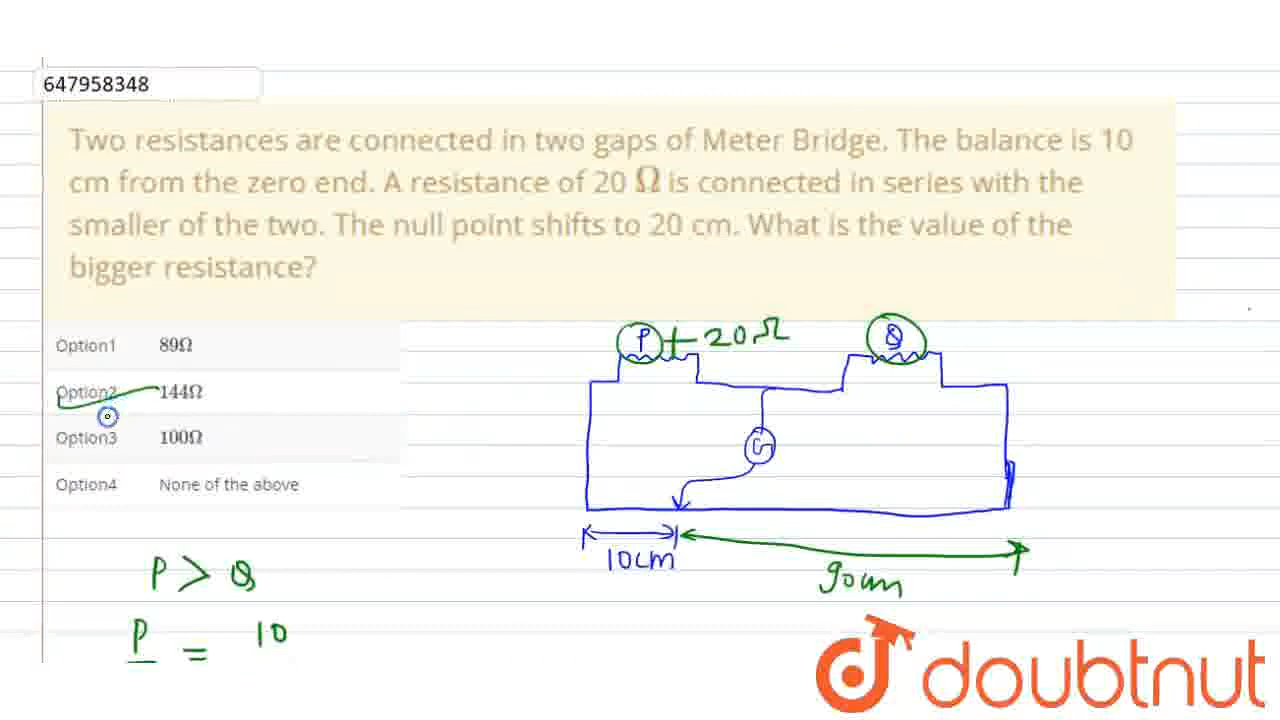 647958348
Two resistances are connected in two gaps of Meter Bridge. The balance is 10
cm from the zero end. A resistance of 20 Ω is connected in series with the
smaller of the two. The null point shifts to 20 cm. What is the value of the
bigger resistance?
Option1 89Ω
Option2 144Ω
Option3 100Ω
Option4 None of the above
P + 20Ω
Q
G
10cm
90cm
P > Q
P = 10
doubtnut